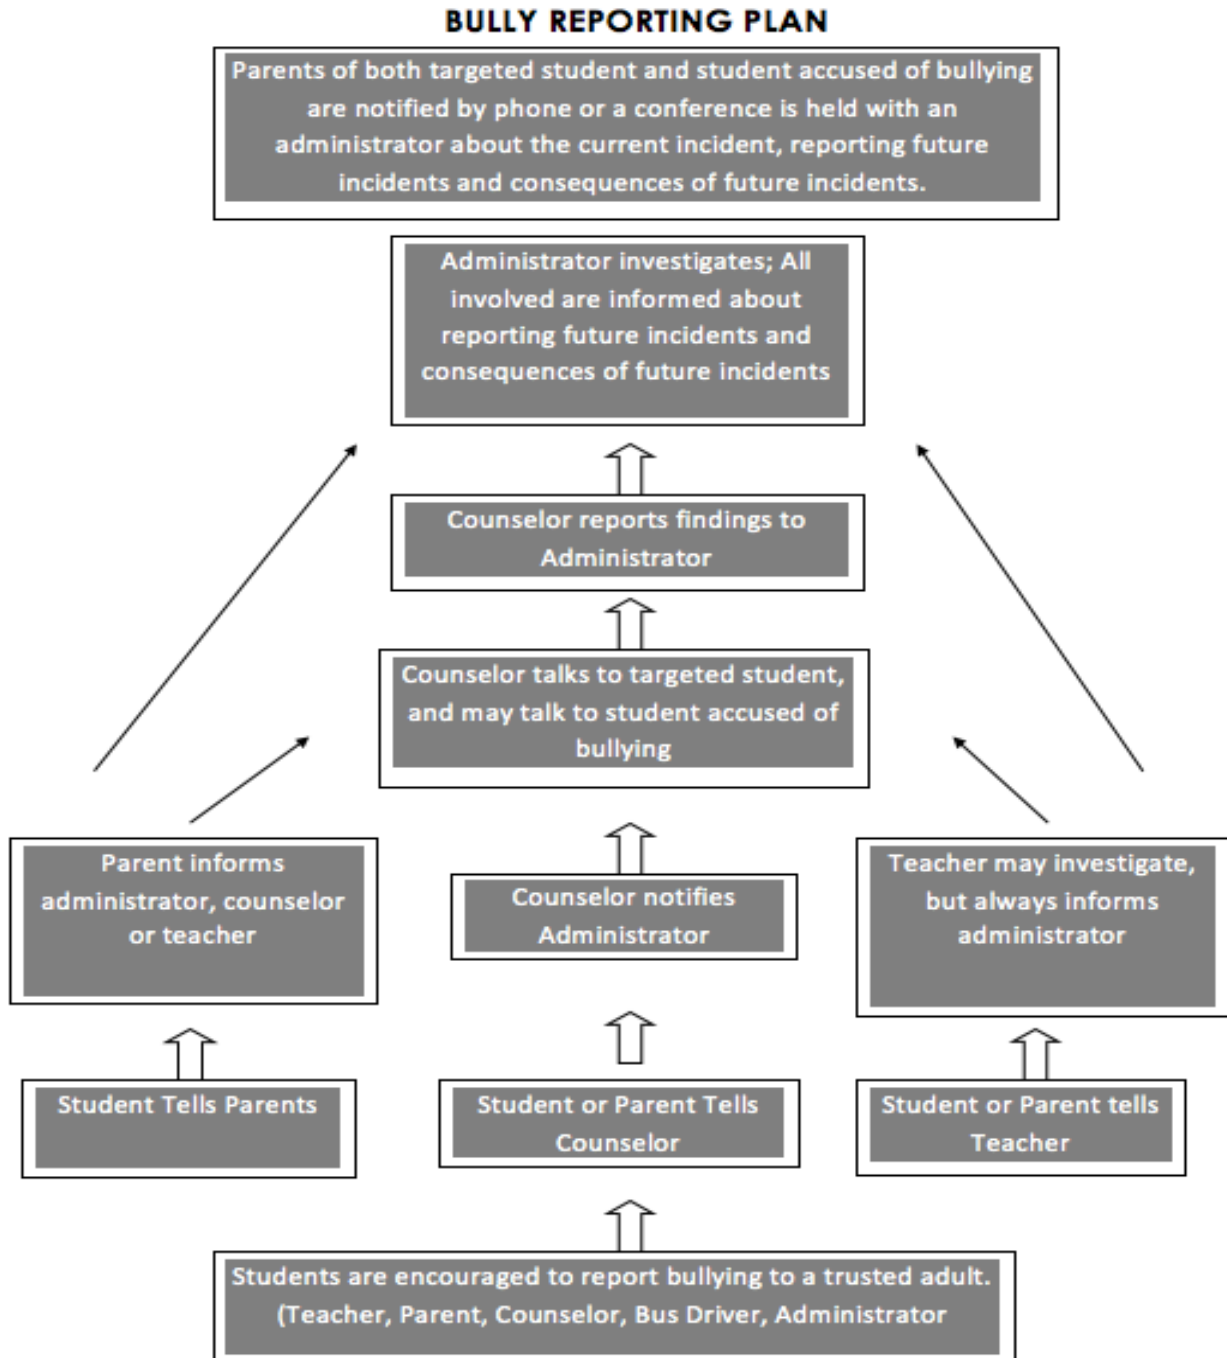 BULLY REPORTING PLAN
Parents of both targeted student and student accused of bullying
are notified by phone or a conference is held with an
administrator about the current incident, reporting future
incidents and consequences of future incidents.
Administrator investigates; All
involved are informed about
reporting future incidents and
consequences of future incidents
Counselor reports findings to
Administrator
Counselor talks to targeted student,
and may talk to student accused of
bullying
Parent informs
administrator, counselor
or teacher
Counselor notifies
Administrator
Teacher may investigate,
but always informs
administrator
Student Tells Parents
Student or Parent Tells
Counselor
Student or Parent tells
Teacher
Students are encouraged to report bullying to a trusted adult.
(Teacher, Parent, Counselor, Bus Driver, Administrator